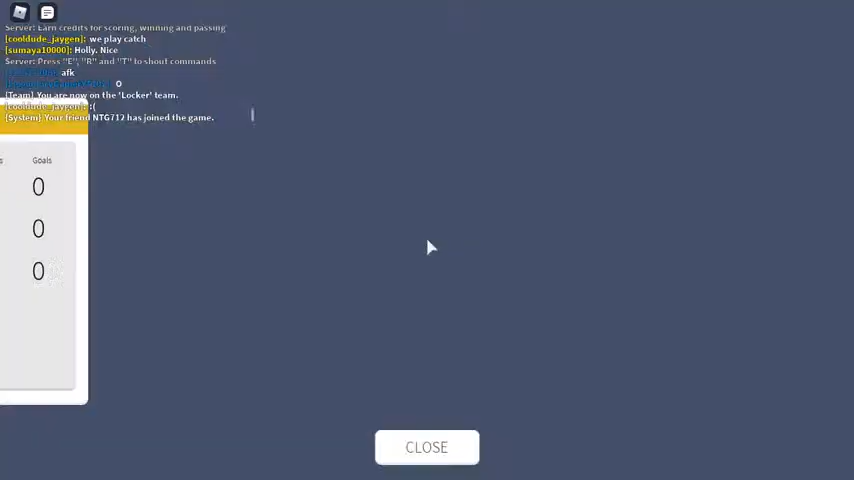 Server: Earn credits for scoring, winning and passing
[cooldude_jaygen]: we play catch
[sumaya10000]: Holly. Nice
Server: Press "E", "R" and "T" to shout commands
afk
O
[Team] You are now on the 'Locker' team.
[cooldude_jaygen]: :(
[System] Your friend NTG712 has joined the game.
s Goals
0
0
0
CLOSE